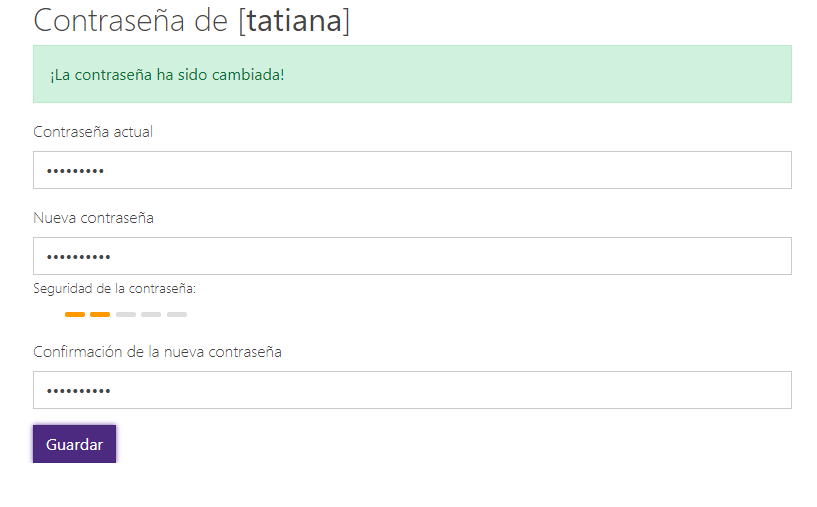 Contraseña de [tatiana]
¡La contraseña ha sido cambiada!
Contraseña actual
•••••••••
Nueva contraseña
••••••••••
Seguridad de la contraseña:
Confirmación de la nueva contraseña
••••••••••
Guardar